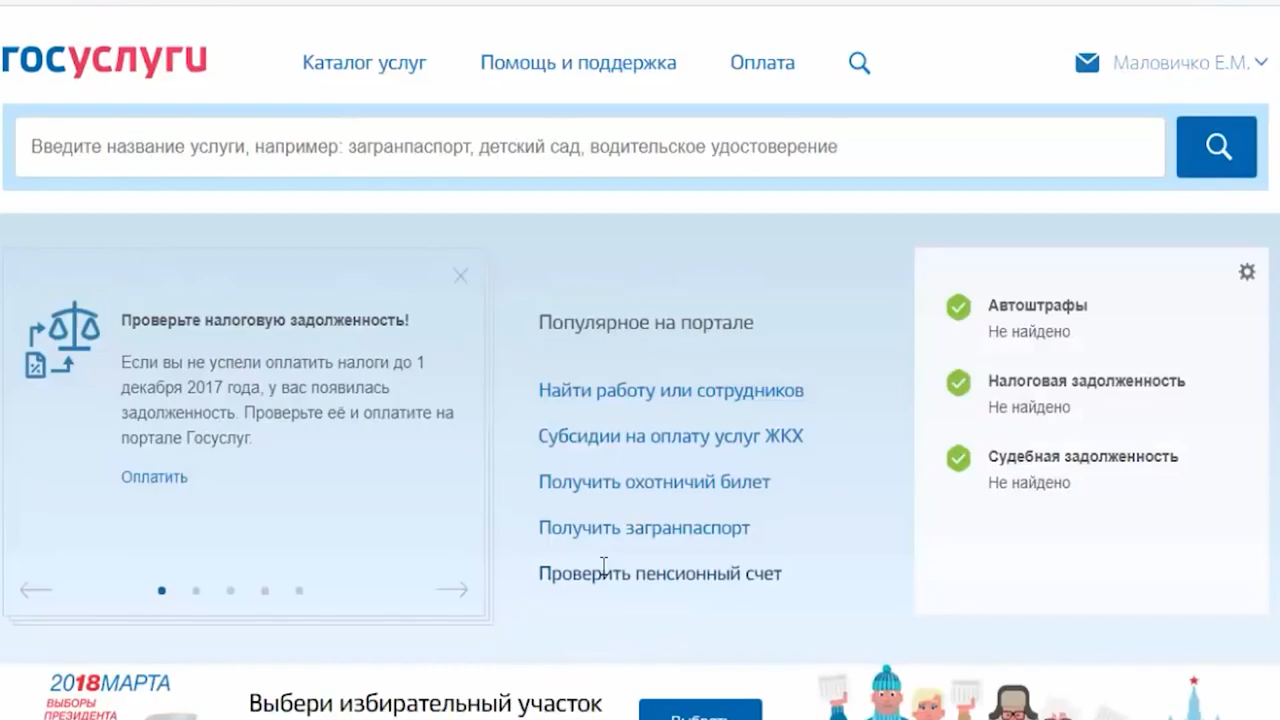 госуслуги
Каталог услуг
Помощь и поддержка
Оплата
Маловичко Е.М.
Введите название услуги, например: загранпаспорт, детский сад, водительское удостоверение
Проверьте налоговую задолженность!
Если вы не успели оплатить налоги до 1
декабря 2017 года, у вас появилась
задолженность. Проверьте её и оплатите на
портале Госуслуг.
Оплатить
Популярное на портале
Найти работу или сотрудников
Субсидии на оплату услуг ЖКХ
Получить охотничий билет
Получить загранпаспорт
Проверить пенсионный счет
Автоштрафы
Не найдено
Налоговая задолженность
Не найдено
Судебная задолженность
Не найдено
2018МАРТА
ВЫБОРЫ
ПРЕЗИДЕНТА
Выбери избирательный участок